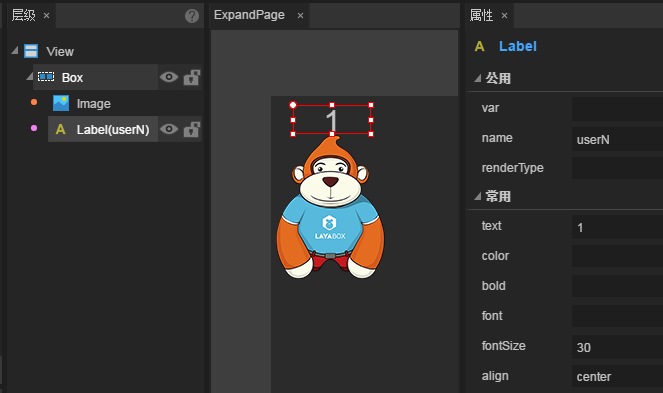 层级 ×
View
Box
Image
A Label(userN)
ExpandPage ×
1
LAYABOX
属性 ×
A Label
公用
var
name userN
renderType
常用
text 1
color
bold
font
fontSize 30
align center